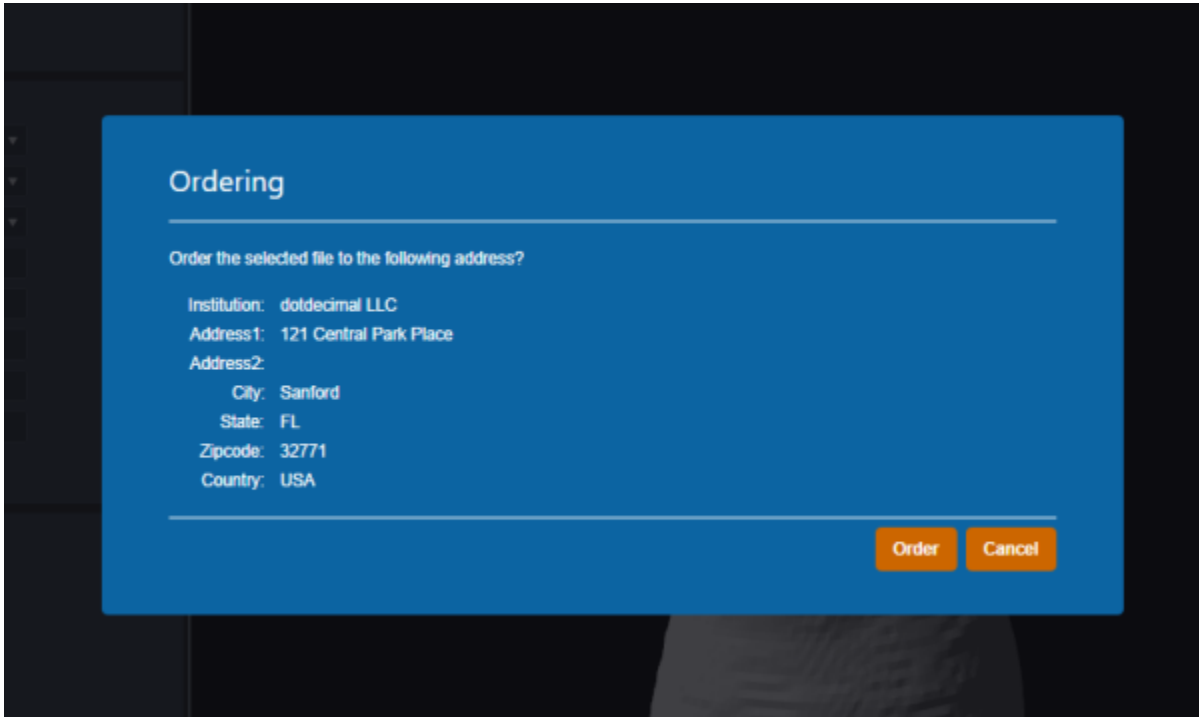 Ordering
Order the selected file to the following address?
Institution: dotdecimal LLC
Address1: 121 Central Park Place
Address2:
City: Sanford
State: FL
Zipcode: 32771
Country: USA
Order Cancel